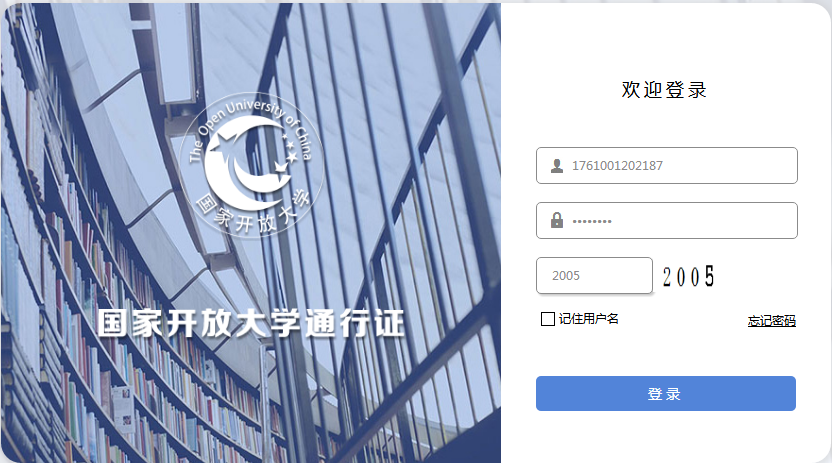 The Open University of China
国家开放大学
国家开放大学通行证
欢迎登录
1761001202187
••••••••
2005
2005
记住用户名
忘记密码
登录